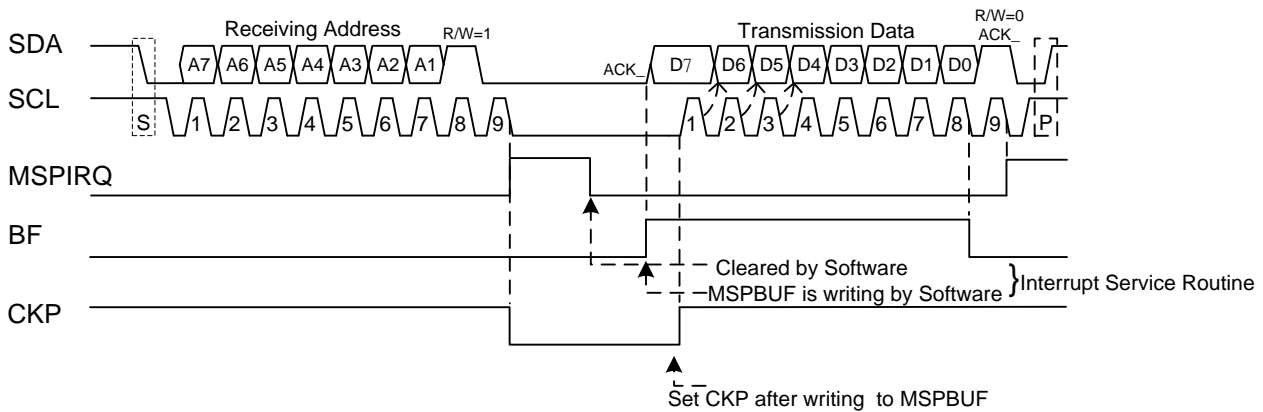 Receiving Address
R/W=1
Transmission Data
R/W=0
ACK_
SDA
A7 A6 A5 A4 A3 A2 A1
ACK_
D7 D6 D5 D4 D3 D2 D1 D0
SCL
S 1 2 3 4 5 6 7 8 9 1 2 3 4 5 6 7 8 9 P
MSPIRQ
BF
Cleared by Software
MSPBUF is writing by Software
} Interrupt Service Routine
CKP
Set CKP after writing to MSPBUF